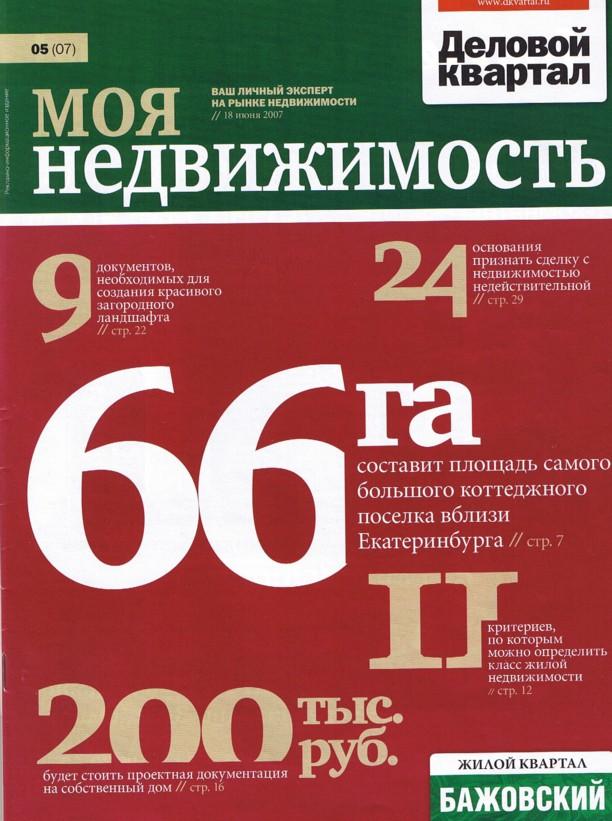 www.dkvartal.ru
Деловой
квартал
05 (07)
Рекламно-информационное издание
МОЯ
недвижимость
ВАШ ЛИЧНЫЙ ЭКСПЕРТ
НА РЫНКЕ НЕДВИЖИМОСТИ
// 18 июня 2007
9
документов,
необходимых для
создания красивого
загородного
ландшафта
// стр. 22
24
основания
признать сделку с
недвижимостью
недействительной
// стр. 29
66 га
составит площадь самого
большого коттеджного
поселка вблизи
Екатеринбурга // стр. 7
11
критериев,
по которым
можно определить
класс жилой
недвижимости
// стр. 12
200 тыс.
руб.
будет стоить проектная документация
на собственный дом // стр. 16
ЖИЛОЙ КВАРТАЛ
БАЖОВСКИЙ